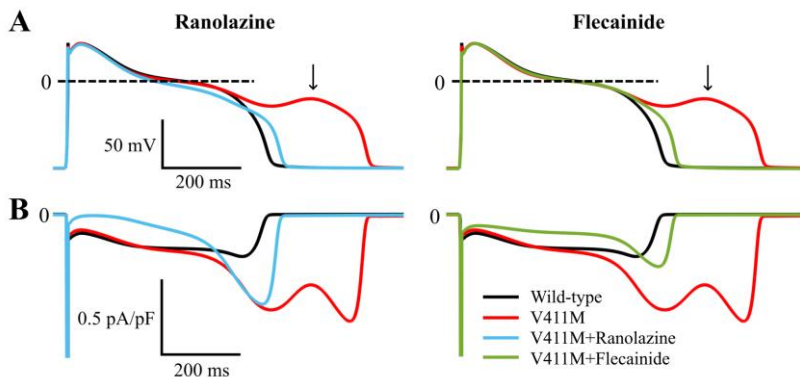 A
Ranolazine
Flecainide
0
0
50 mV
200 ms
B
0
0
0.5 pA/pF
200 ms
Wild-type
V411M
V411M+Ranolazine
V411M+Flecainide